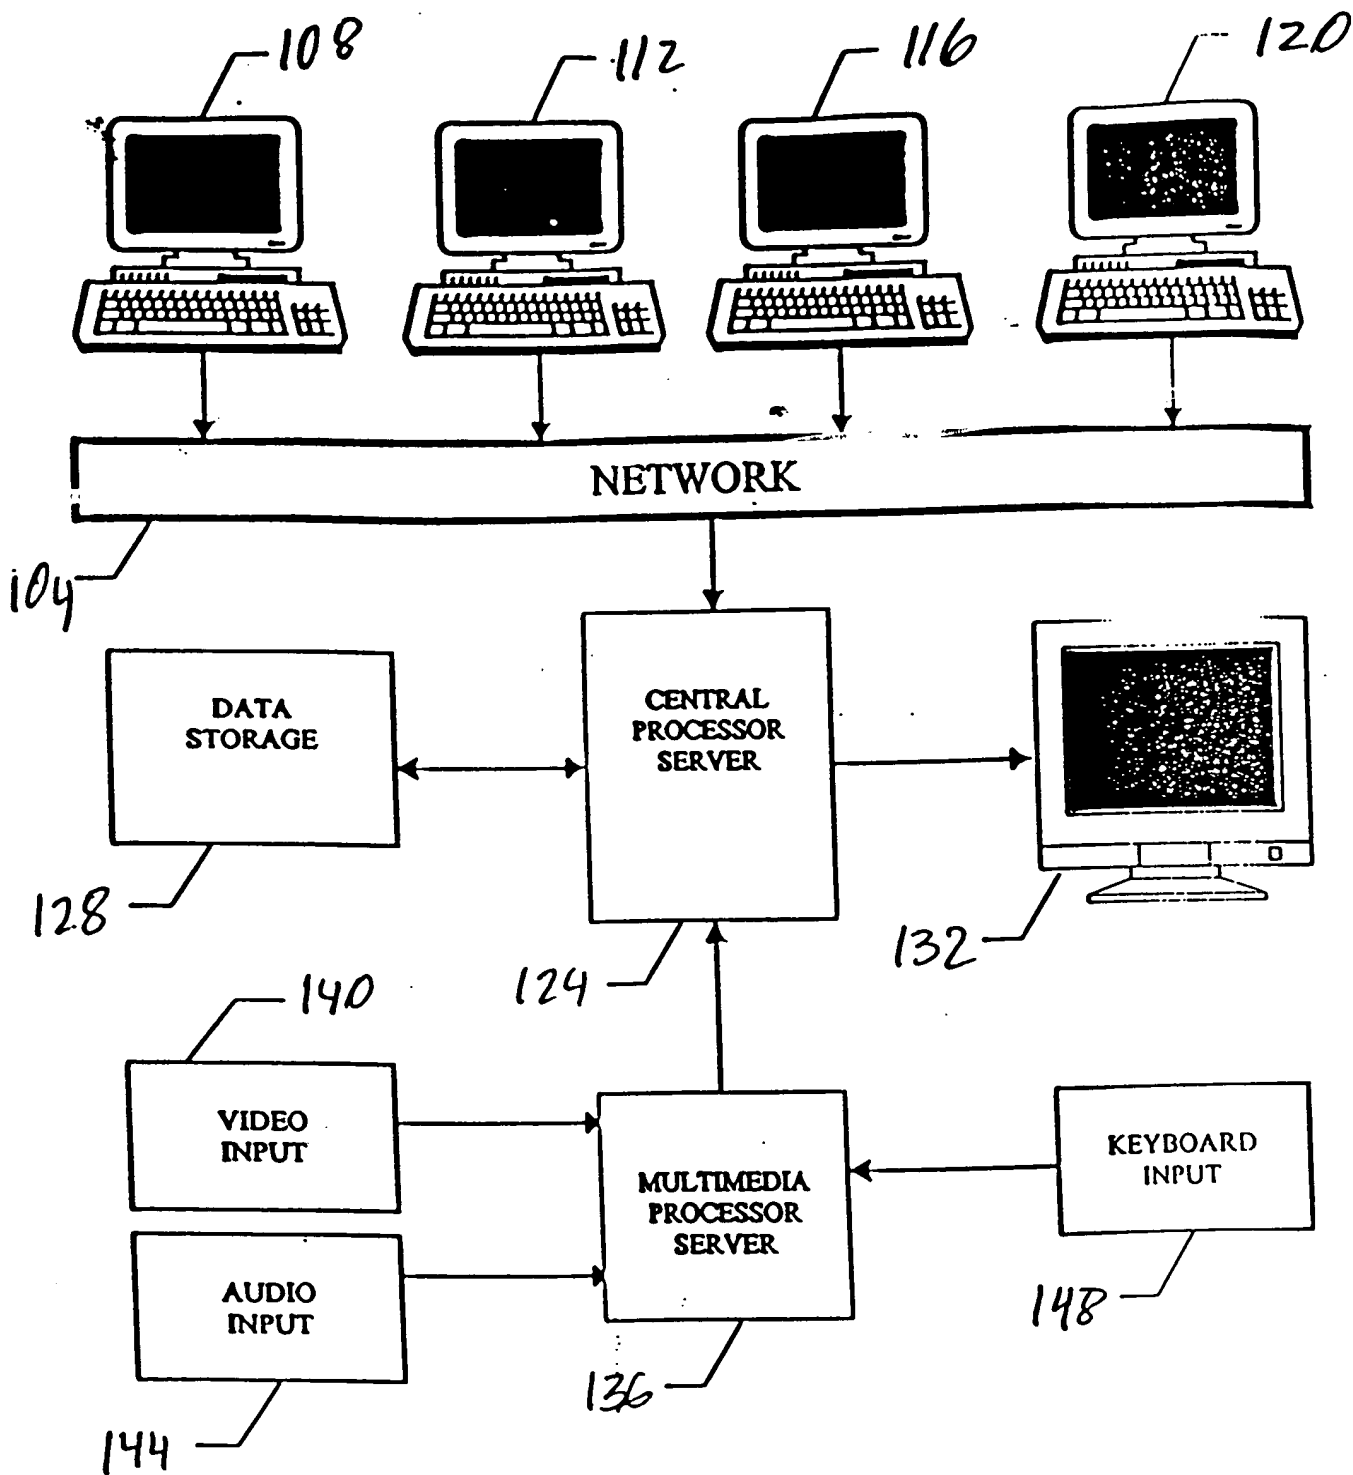 108
112
116
120
NETWORK
104
DATA
STORAGE
CENTRAL
PROCESSOR
SERVER
128
124
132
140
VIDEO
INPUT
MULTIMEDIA
PROCESSOR
SERVER
KEYBOARD
INPUT
AUDIO
INPUT
148
136
144